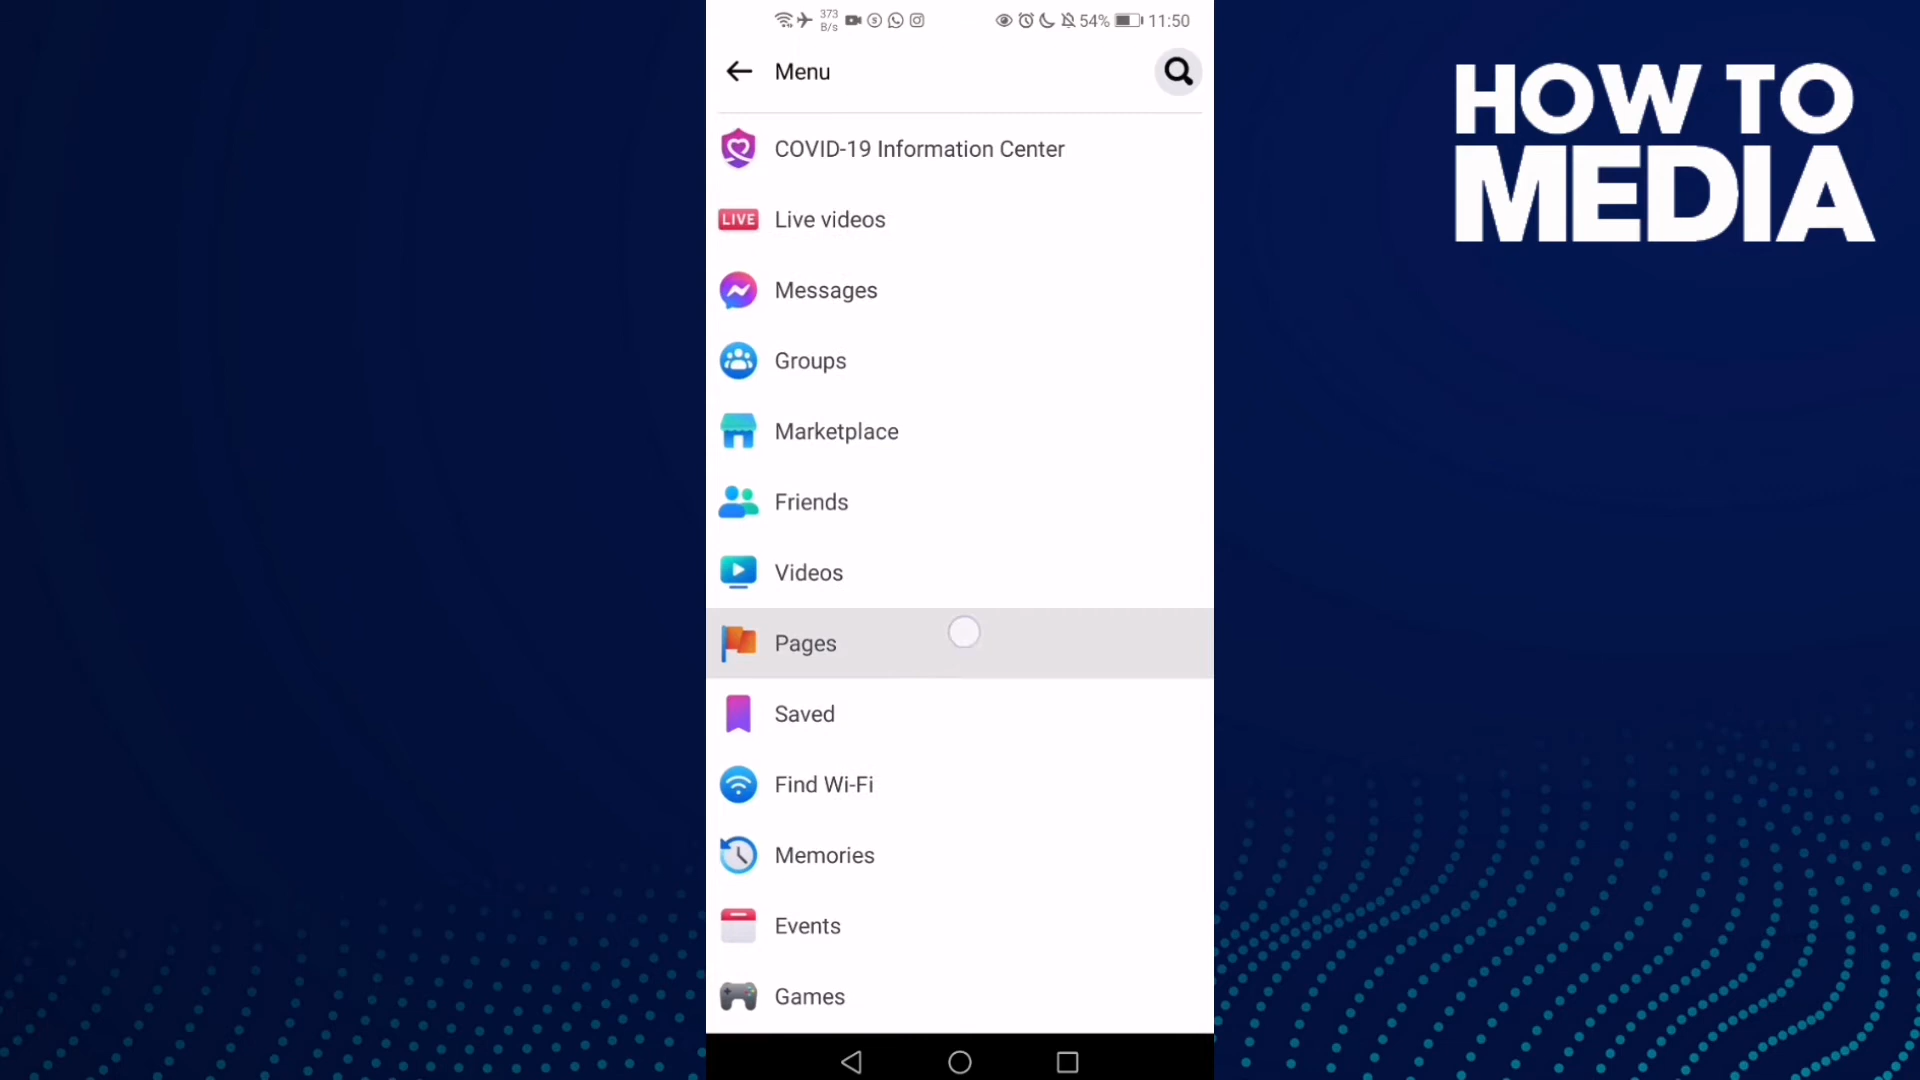 373
B/s
54%
11:50
Menu
HOW TO
MEDIA
COVID-19 Information Center
LIVE
Live videos
Messages
Groups
Marketplace
Friends
Videos
Pages
Saved
Find Wi-Fi
Memories
Events
Games